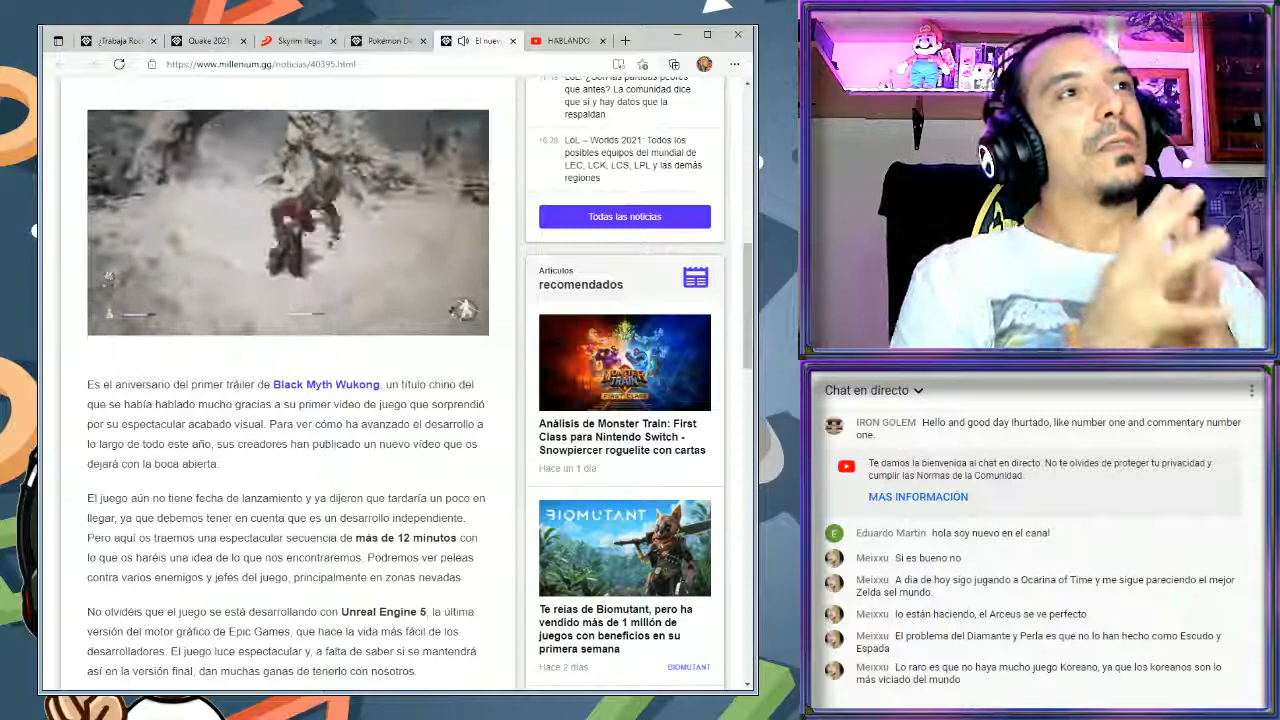 ¿Trabaja Ro
Quake 202
Skyrim llega
Pokémon D
El nuev
HABLANDO
https://www.millenium.gg/noticias/40395.html
que antes? La comunidad dice
que sí y hay datos que la
respaldan
16:28 LoL – Worlds 2021: Todos los
posibles equipos del mundial de
LEC, LCK, LCS, LPL y las demás
regiones
Todas las noticias
Artículos
recomendados
MONSTER
TRAIN
FIRST CLASS
Análisis de Monster Train: First
Class para Nintendo Switch -
Snowpiercer roguelite con cartas
Hace un 1 día
BIOMUTANT
Te reías de Biomutant, pero ha
vendido más de 1 millón de
juegos con beneficios en su
primera semana
Hace 2 días
BIOMUTANT
Es el aniversario del primer tráiler de Black Myth Wukong, un título chino del
que se había hablado mucho gracias a su primer vídeo de juego que sorprendió
por su espectacular acabado visual. Para ver cómo ha avanzado el desarrollo a
lo largo de todo este año, sus creadores han publicado un nuevo vídeo que os
dejará con la boca abierta.
El juego aún no tiene fecha de lanzamiento y ya dijeron que tardaría un poco en
llegar, ya que debemos tener en cuenta que es un desarrollo independiente.
Pero aquí os traemos una espectacular secuencia de más de 12 minutos con
lo que os haréis una idea de lo que nos encontraremos. Podremos ver peleas
contra varios enemigos y jefes del juego, principalmente en zonas nevadas.
No olvidéis que el juego se está desarrollando con Unreal Engine 5, la última
versión del motor gráfico de Epic Games, que hace la vida más fácil de los
desarrolladores. El juego luce espectacular y, a falta de saber si se mantendrá
así en la versión final, dan muchas ganas de tenerlo con nosotros.
Chat en directo
IRON GOLEM Hello and good day lhurtado, like number one and commentary number
one.
Te damos la bienvenida al chat en directo. No te olvides de proteger tu privacidad y
cumplir las Normas de la Comunidad.
MÁS INFORMACIÓN
E
Eduardo Martin hola soy nuevo en el canal
Meixxu Si es bueno no
Meixxu A dia de hoy sigo jugando a Ocarina of Time y me sigue pareciendo el mejor
Zelda sel mundo.
Meixxu lo están haciendo, el Arceus se ve perfecto
Meixxu El problema del Diamante y Perla es que no lo han hecho como Escudo y
Espada
Meixxu Lo raro es que no haya mucho juego Koreano, ya que los koreanos son lo
más viciado del mundo